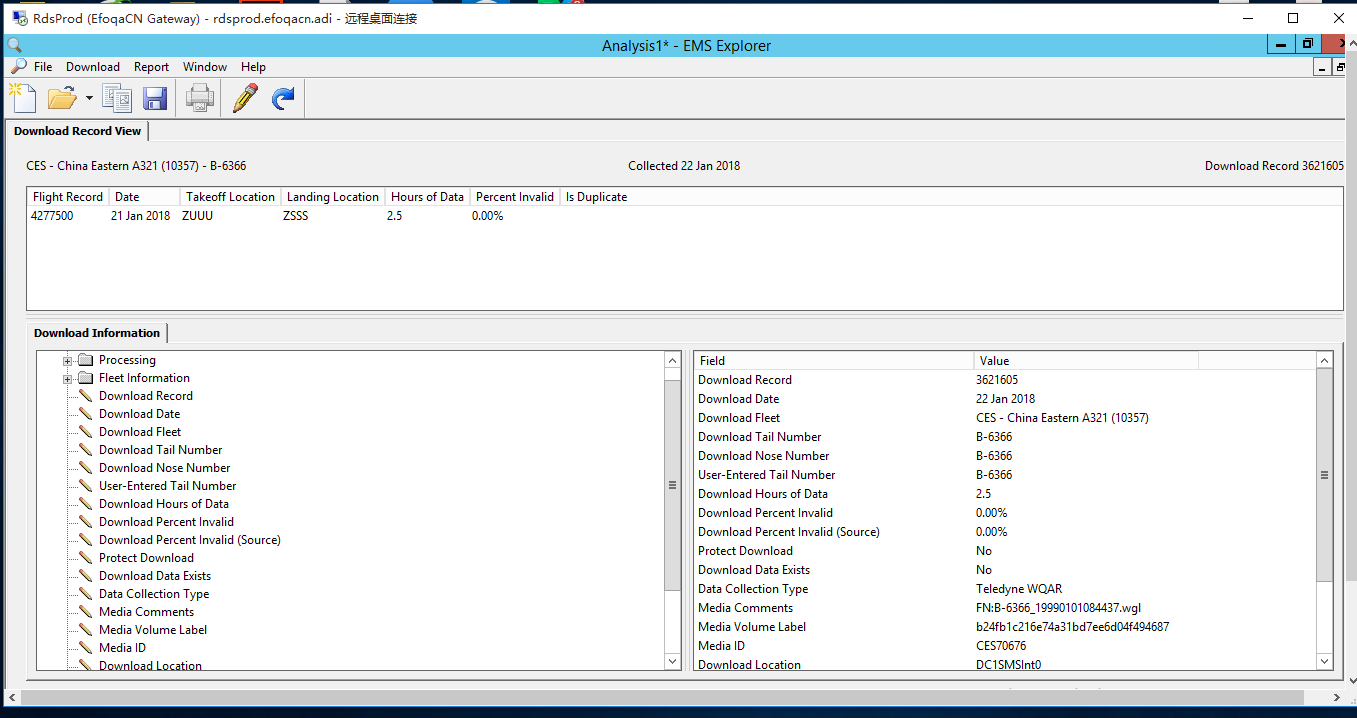 RdsProd (EfoqaCN Gateway) - rdsprod.efoqacn.adi - 远程桌面连接
Analysis1* - EMS Explorer
File Download Report Window Help
Download Record View
CES - China Eastern A321 (10357) - B-6366 Collected 22 Jan 2018 Download Record 3621605
Flight Record Date Takeoff Location Landing Location Hours of Data Percent Invalid Is Duplicate
4277500 21 Jan 2018 ZUUU ZSSS 2.5 0.00%
Download Information
Processing
Fleet Information
Download Record
Download Date
Download Fleet
Download Tail Number
Download Nose Number
User-Entered Tail Number
Download Hours of Data
Download Percent Invalid
Download Percent Invalid (Source)
Protect Download
Download Data Exists
Data Collection Type
Media Comments
Media Volume Label
Media ID
Download Location
Field Value
Download Record 3621605
Download Date 22 Jan 2018
Download Fleet CES - China Eastern A321 (10357)
Download Tail Number B-6366
Download Nose Number B-6366
User-Entered Tail Number B-6366
Download Hours of Data 2.5
Download Percent Invalid 0.00%
Download Percent Invalid (Source) 0.00%
Protect Download No
Download Data Exists No
Data Collection Type Teledyne WQAR
Media Comments FN:B-6366_19990101084437.wgl
Media Volume Label b24fb1c216e74a31bd7ee6d04f494687
Media ID CES70676
Download Location DC1SMSInt0